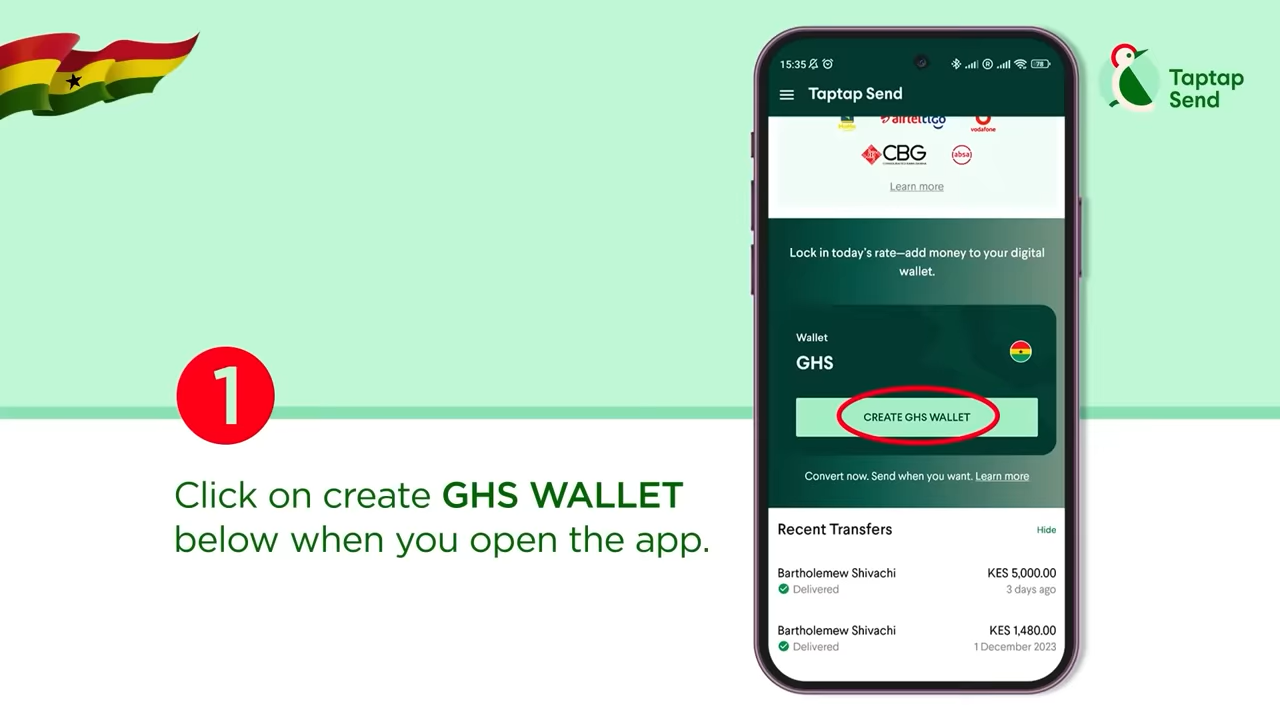 Taptap
Send
1
Click on create GHS WALLET
below when you open the app.
15:35
78
Taptap Send
airteltigo
vodafone
CBG
absa
Learn more
Lock in today's rate—add money to your digital
wallet.
Wallet
GHS
CREATE GHS WALLET
Convert now. Send when you want. Learn more
Recent Transfers
Hide
Bartholemew Shivachi
KES 5,000.00
Delivered
3 days ago
Bartholemew Shivachi
KES 1,480.00
Delivered
1 December 2023